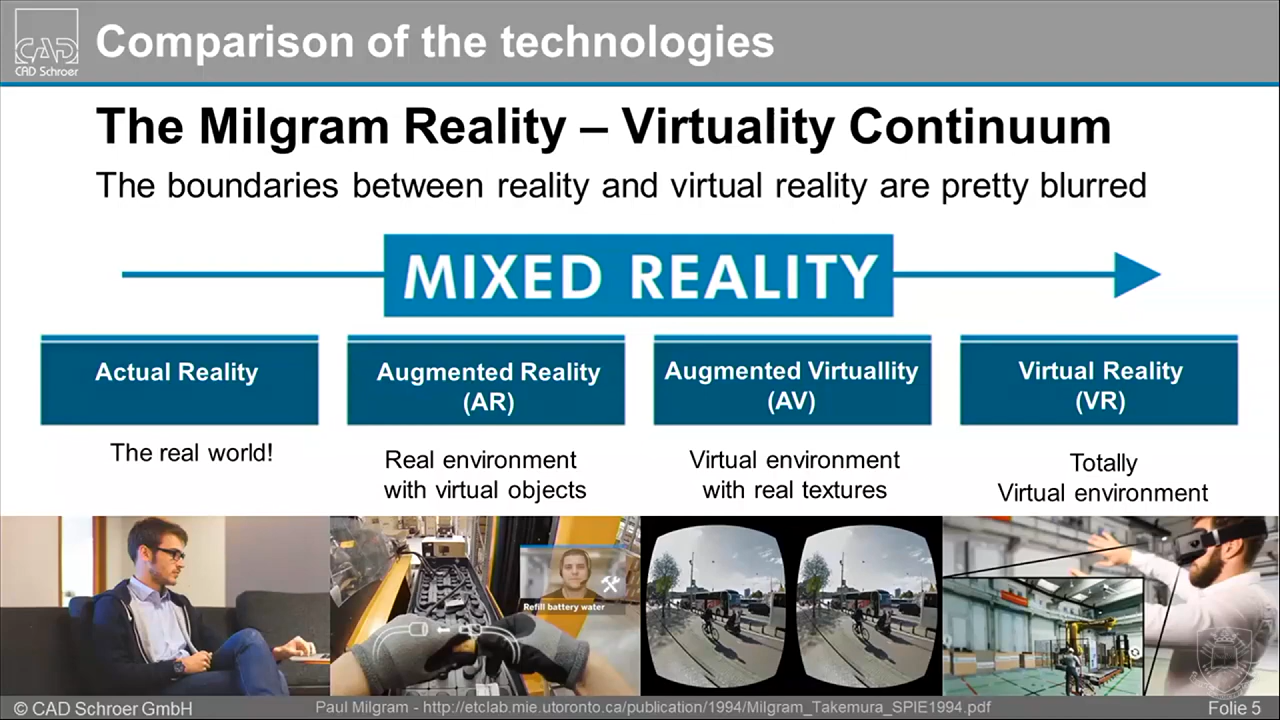 CAD Schroer
Comparison of the technologies
The Milgram Reality – Virtuality Continuum
The boundaries between reality and virtual reality are pretty blurred
MIXED REALITY
Actual Reality
The real world!
Augmented Reality
(AR)
Real environment
with virtual objects
Augmented Virtuallity
(AV)
Virtual environment
with real textures
Virtual Reality
(VR)
Totally
Virtual environment
Refill battery water
© CAD Schroer GmbH
Paul Milgram - http://etclab.mie.utoronto.ca/publication/1994/Milgram_Takemura_SPIE1994.pdf
Folie 5